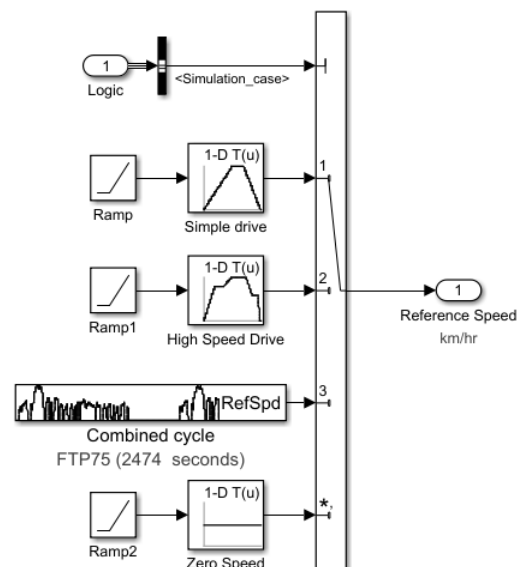 1
Logic
<Simulation_case>
1-D T(u)
1
Ramp
Simple drive
1-D T(u)
2
Ramp1
High Speed Drive
1
Reference Speed
km/hr
RefSpd
3
Combined cycle
FTP75 (2474 seconds)
1-D T(u)
*,
Ramp2
Zero Speed